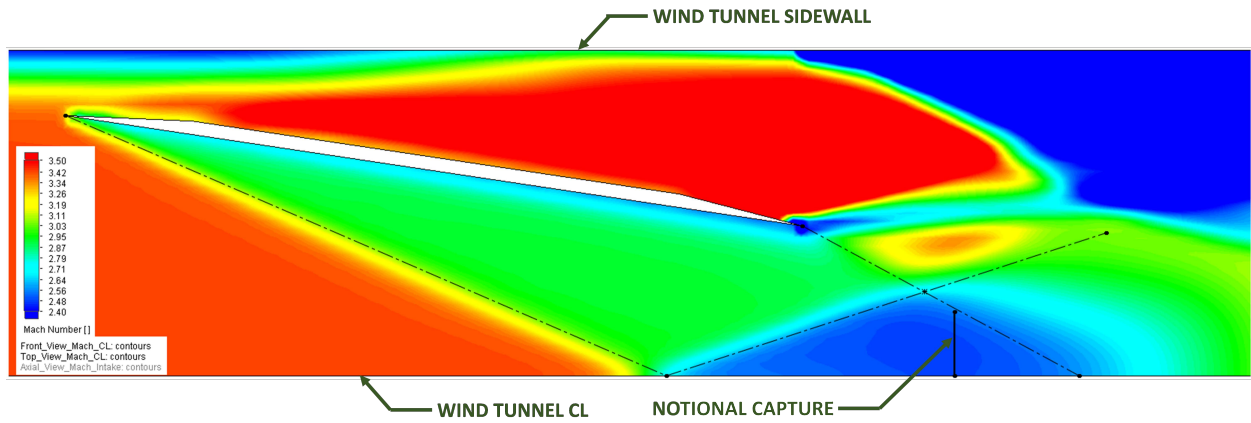 WIND TUNNEL SIDEWALL
3.50
3.42
3.34
3.26
3.19
3.11
3.03
2.95
2.87
2.79
2.71
2.64
2.56
2.48
2.40
Mach Number [ ]
Front_View_Mach_CL: contours
Top_View_Mach_CL: contours
Axial_View_Mach_Intake: contours
WIND TUNNEL CL
NOTIONAL CAPTURE